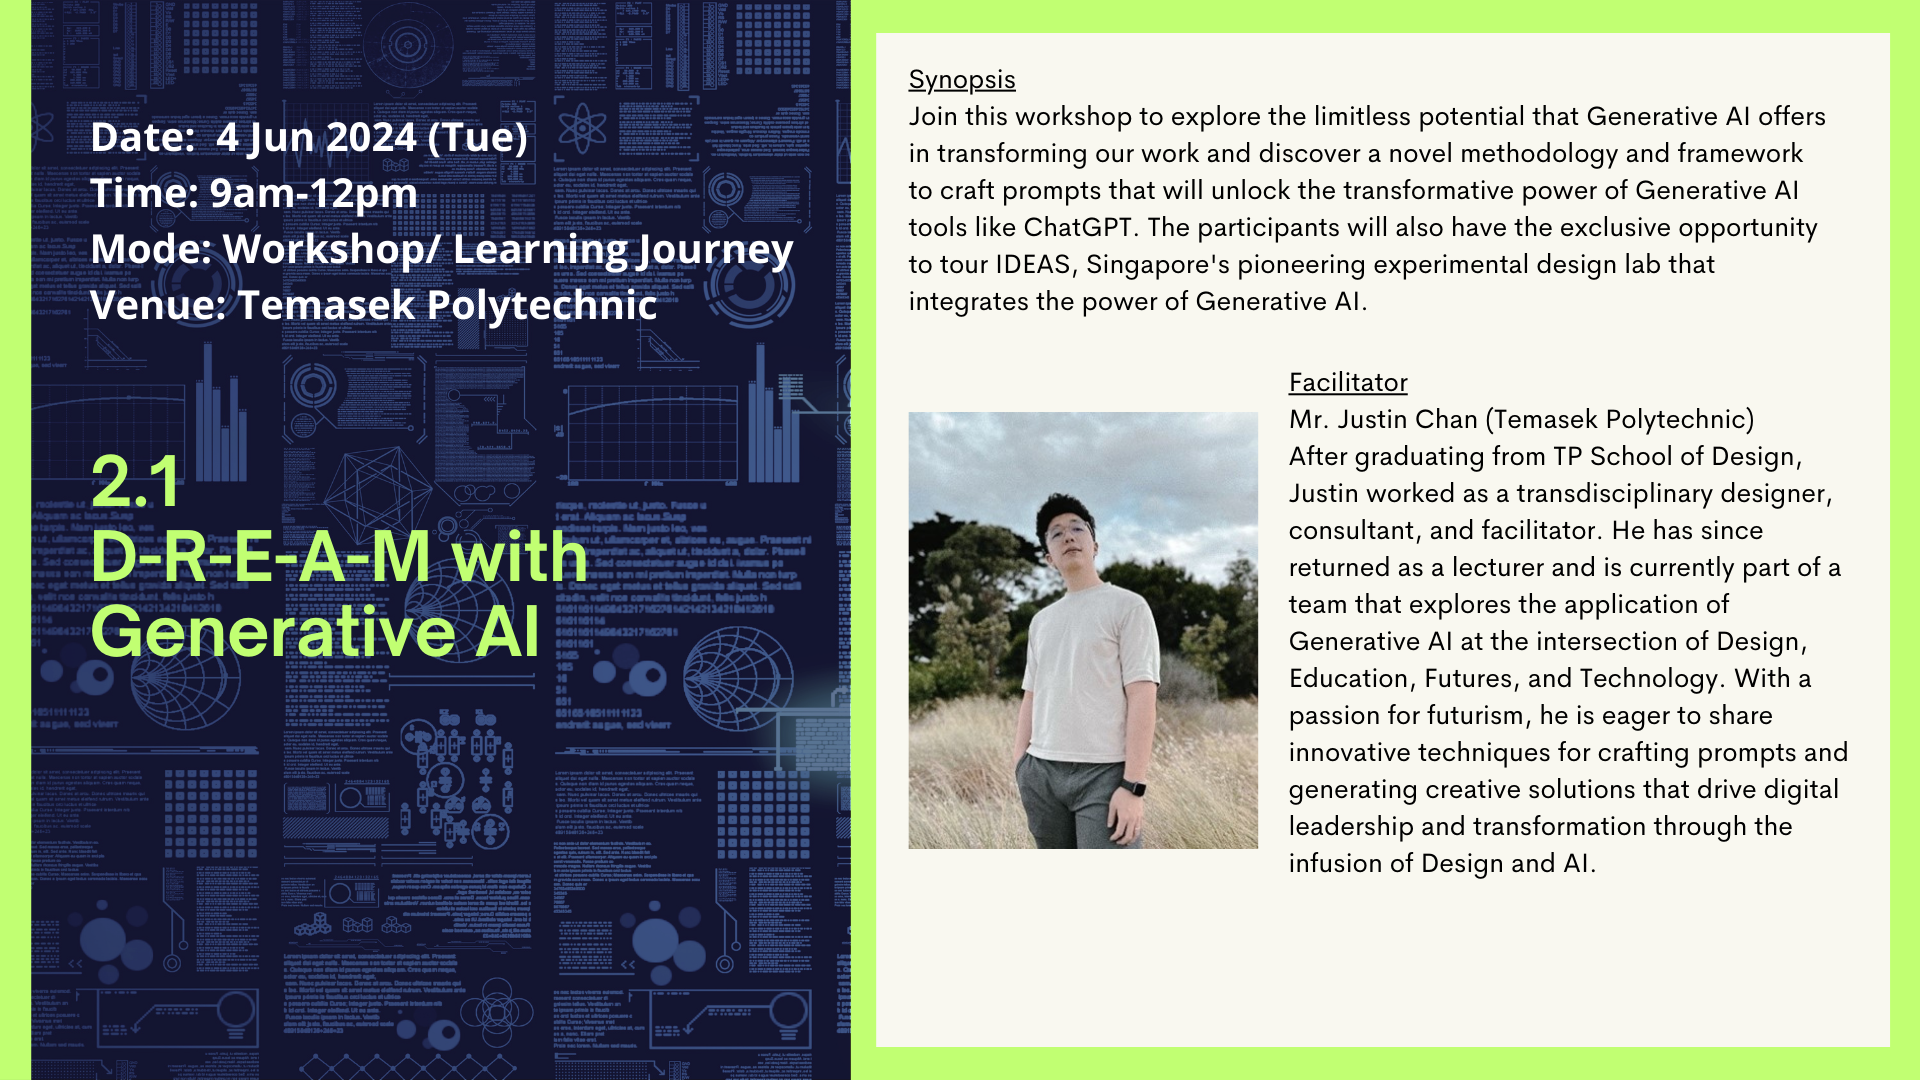 Date:  4 Jun 2024 (Tue)
Time: 9am-12pm
Mode: Workshop/ Learning Journey
Venue: Temasek Polytechnic
2.1
D-R-E-A-M with
Generative AI
Synopsis
Join this workshop to explore the limitless potential that Generative AI offers
in transforming our work and discover a novel methodology and framework
to craft prompts that will unlock the transformative power of Generative AI
tools like ChatGPT. The participants will also have the exclusive opportunity
to tour IDEAS, Singapore's pioneering experimental design lab that
integrates the power of Generative AI.
Facilitator
Mr. Justin Chan (Temasek Polytechnic)
After graduating from TP School of Design,
Justin worked as a transdisciplinary designer,
consultant, and facilitator. He has since
returned as a lecturer and is currently part of a
team that explores the application of
Generative AI at the intersection of Design,
Education, Futures, and Technology. With a
passion for futurism, he is eager to share
innovative techniques for crafting prompts and
generating creative solutions that drive digital
leadership and transformation through the
infusion of Design and AI.